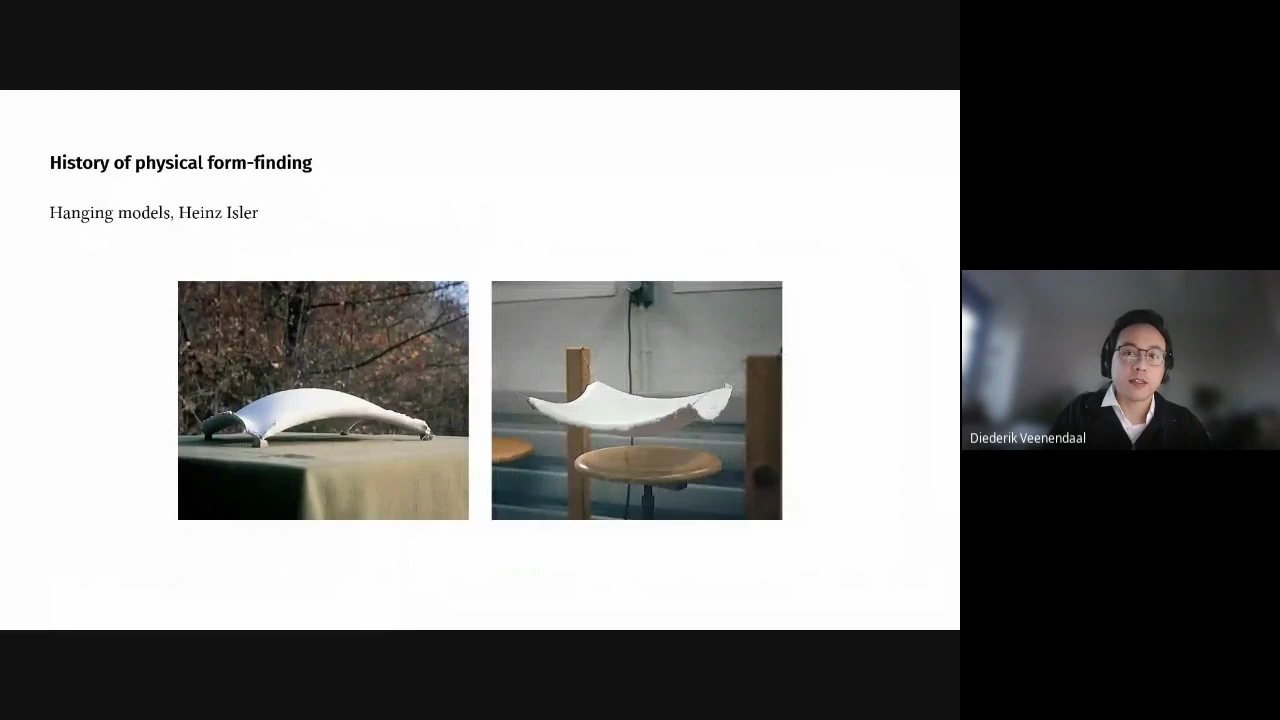 History of physical form-finding
Hanging models, Heinz Isler
Diederik Veenendaal